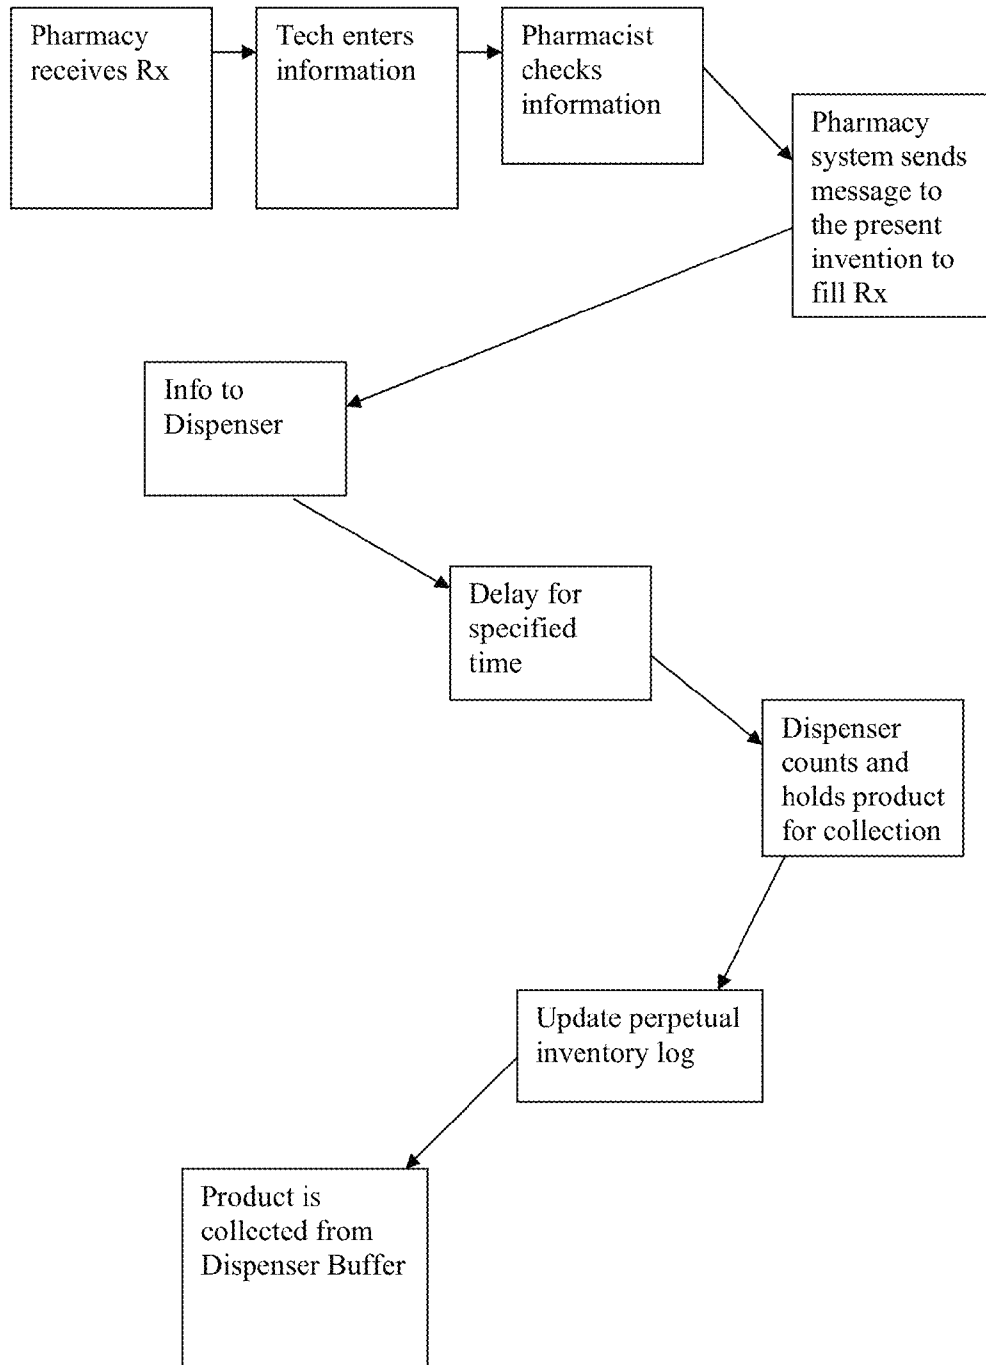 Pharmacy
receives Rx
Tech enters
information
Pharmacist
checks
information
Pharmacy
system sends
message to
the present
invention to
fill Rx
Info to
Dispenser
Delay for
specified
time
Dispenser
counts and
holds product
for collection
Update perpetual
inventory log
Product is
collected from
Dispenser Buffer